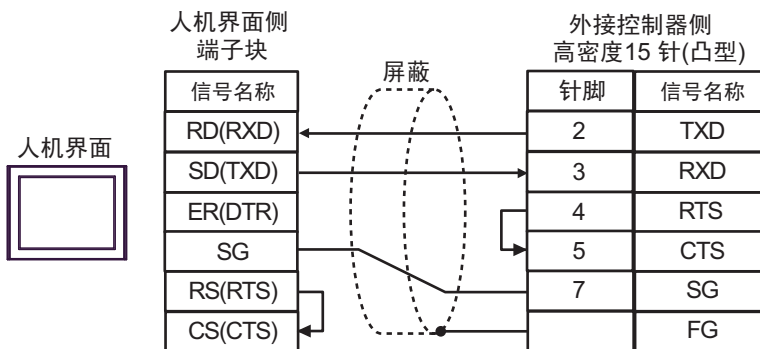 人机界面侧
端子块
外接控制器侧
高密度15 针(凸型)
屏蔽
人机界面
信号名称
RD(RXD)
SD(TXD)
ER(DTR)
SG
RS(RTS)
CS(CTS)
针脚 信号名称
2 TXD
3 RXD
4 RTS
5 CTS
7 SG
FG